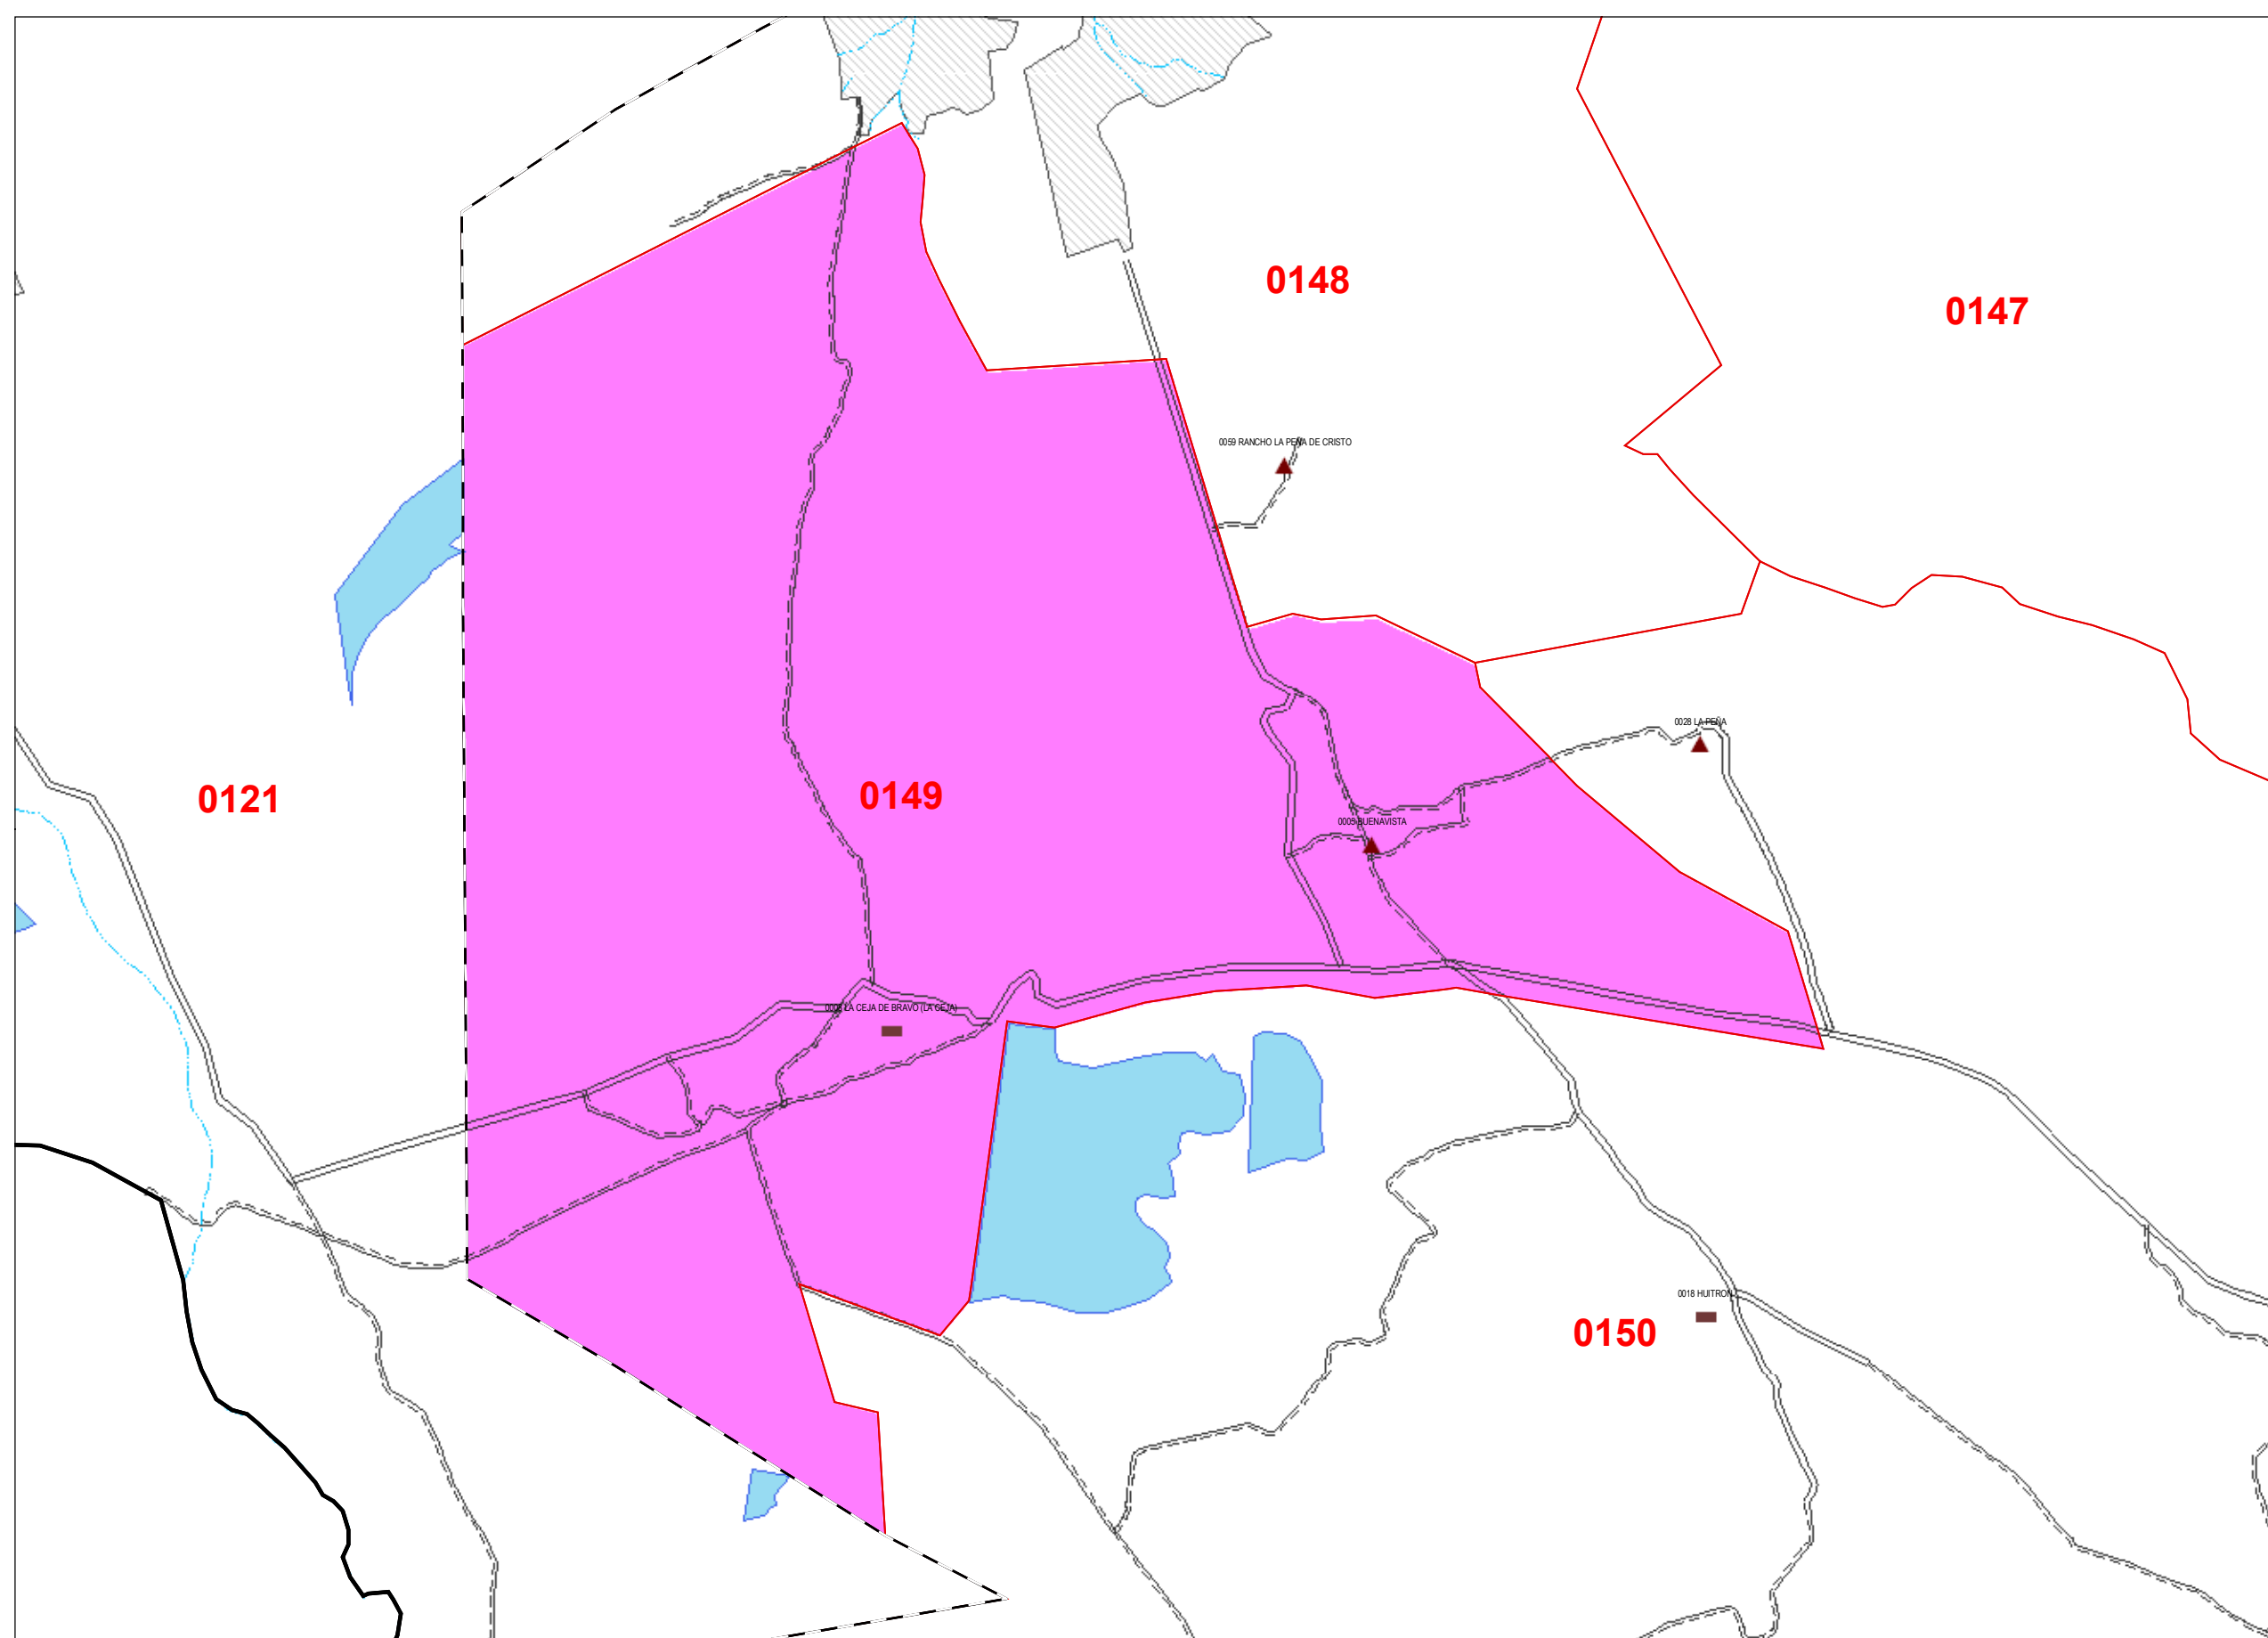 0148
0147
0059 RANCHO LA PEÑA DE CRISTO
0028 LA PEÑA
0121
0149
0005 BUENAVISTA
LA CEJA DE BRAVO (LA CEJA)
0018 HUITRON
0150